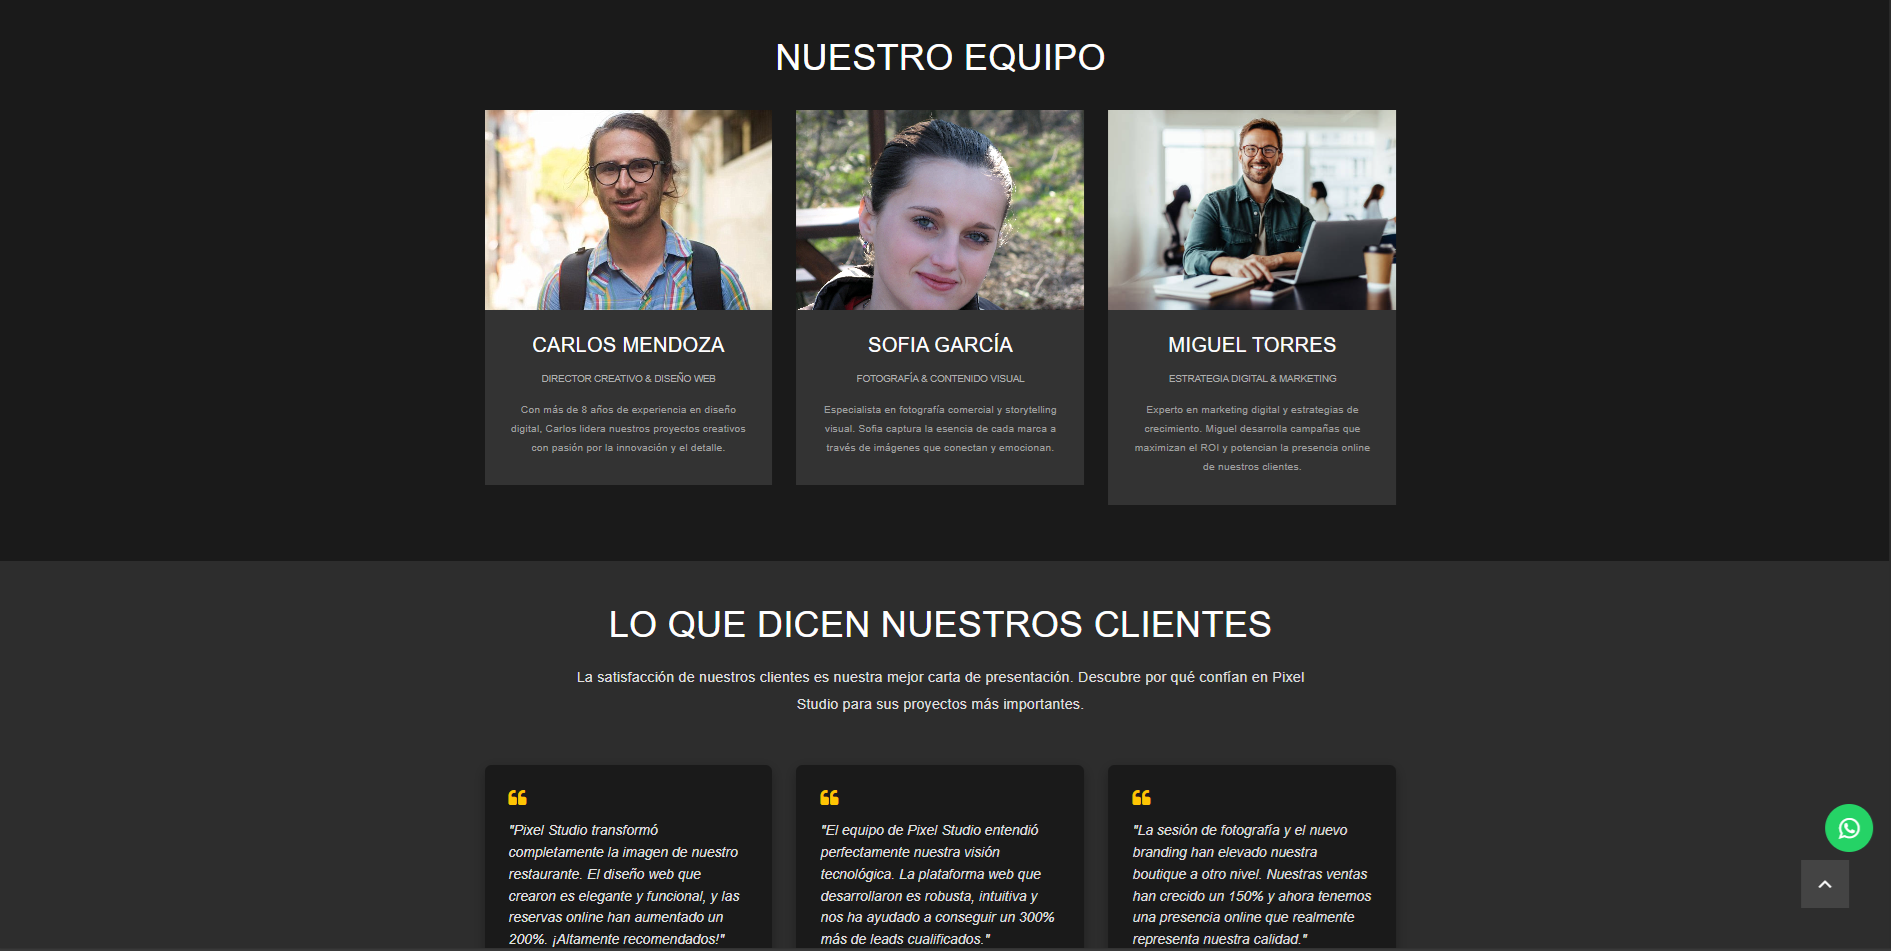 NUESTRO EQUIPO
CARLOS MENDOZA
DIRECTOR CREATIVO & DISEÑO WEB
Con más de 8 años de experiencia en diseño
digital, Carlos lidera nuestros proyectos creativos
con pasión por la innovación y el detalle.
SOFIA GARCÍA
FOTOGRAFÍA & CONTENIDO VISUAL
Especialista en fotografía comercial y storytelling
visual. Sofia captura la esencia de cada marca a
través de imágenes que conectan y emocionan.
MIGUEL TORRES
ESTRATEGIA DIGITAL & MARKETING
Experto en marketing digital y estrategias de
crecimiento. Miguel desarrolla campañas que
maximizan el ROI y potencian la presencia online
de nuestros clientes.
LO QUE DICEN NUESTROS CLIENTES
La satisfacción de nuestros clientes es nuestra mejor carta de presentación. Descubre por qué confían en Pixel
Studio para sus proyectos más importantes.
"Pixel Studio transformó
completamente la imagen de nuestro
restaurante. El diseño web que
crearon es elegante y funcional, y las
reservas online han aumentado un
200%. ¡Altamente recomendados!"
"El equipo de Pixel Studio entendió
perfectamente nuestra visión
tecnológica. La plataforma web que
desarrollaron es robusta, intuitiva y
nos ha ayudado a conseguir un 300%
más de leads cualificados."
"La sesión de fotografía y el nuevo
branding han elevado nuestra
boutique a otro nivel. Nuestras ventas
han crecido un 150% y ahora tenemos
una presencia online que realmente
representa nuestra calidad."